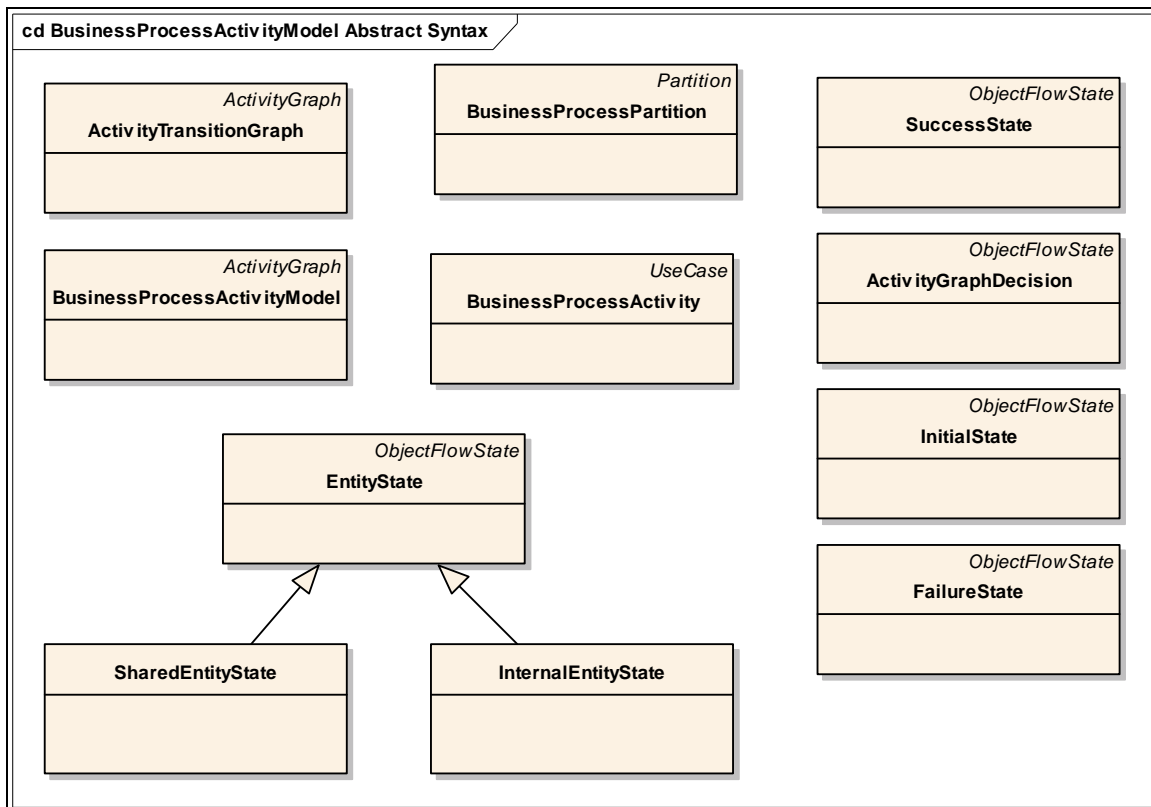 cd BusinessProcessActivityModel Abstract Syntax
ActivityGraph
ActivityTransitionGraph
Partition
BusinessProcessPartition
ObjectFlowState
SuccessState
ActivityGraph
BusinessProcessActivityModel
UseCase
BusinessProcessActivity
ObjectFlowState
ActivityGraphDecision
ObjectFlowState
InitialState
ObjectFlowState
EntityState
ObjectFlowState
FailureState
SharedEntityState
InternalEntityState